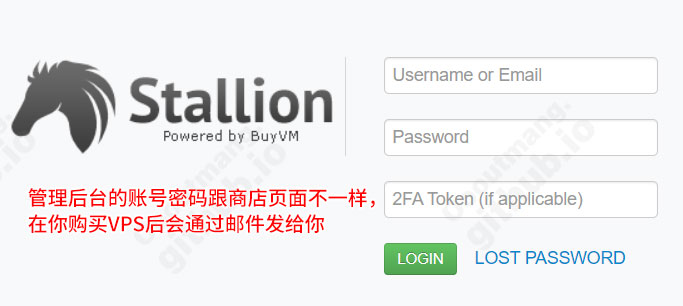 Stallion
Powered by BuyVM
管理后台的账号密码跟商店页面不一样，
在你购买VPS后会通过邮件发给你
Username or Email
Password
2FA Token (if applicable)
LOGIN
LOST PASSWORD